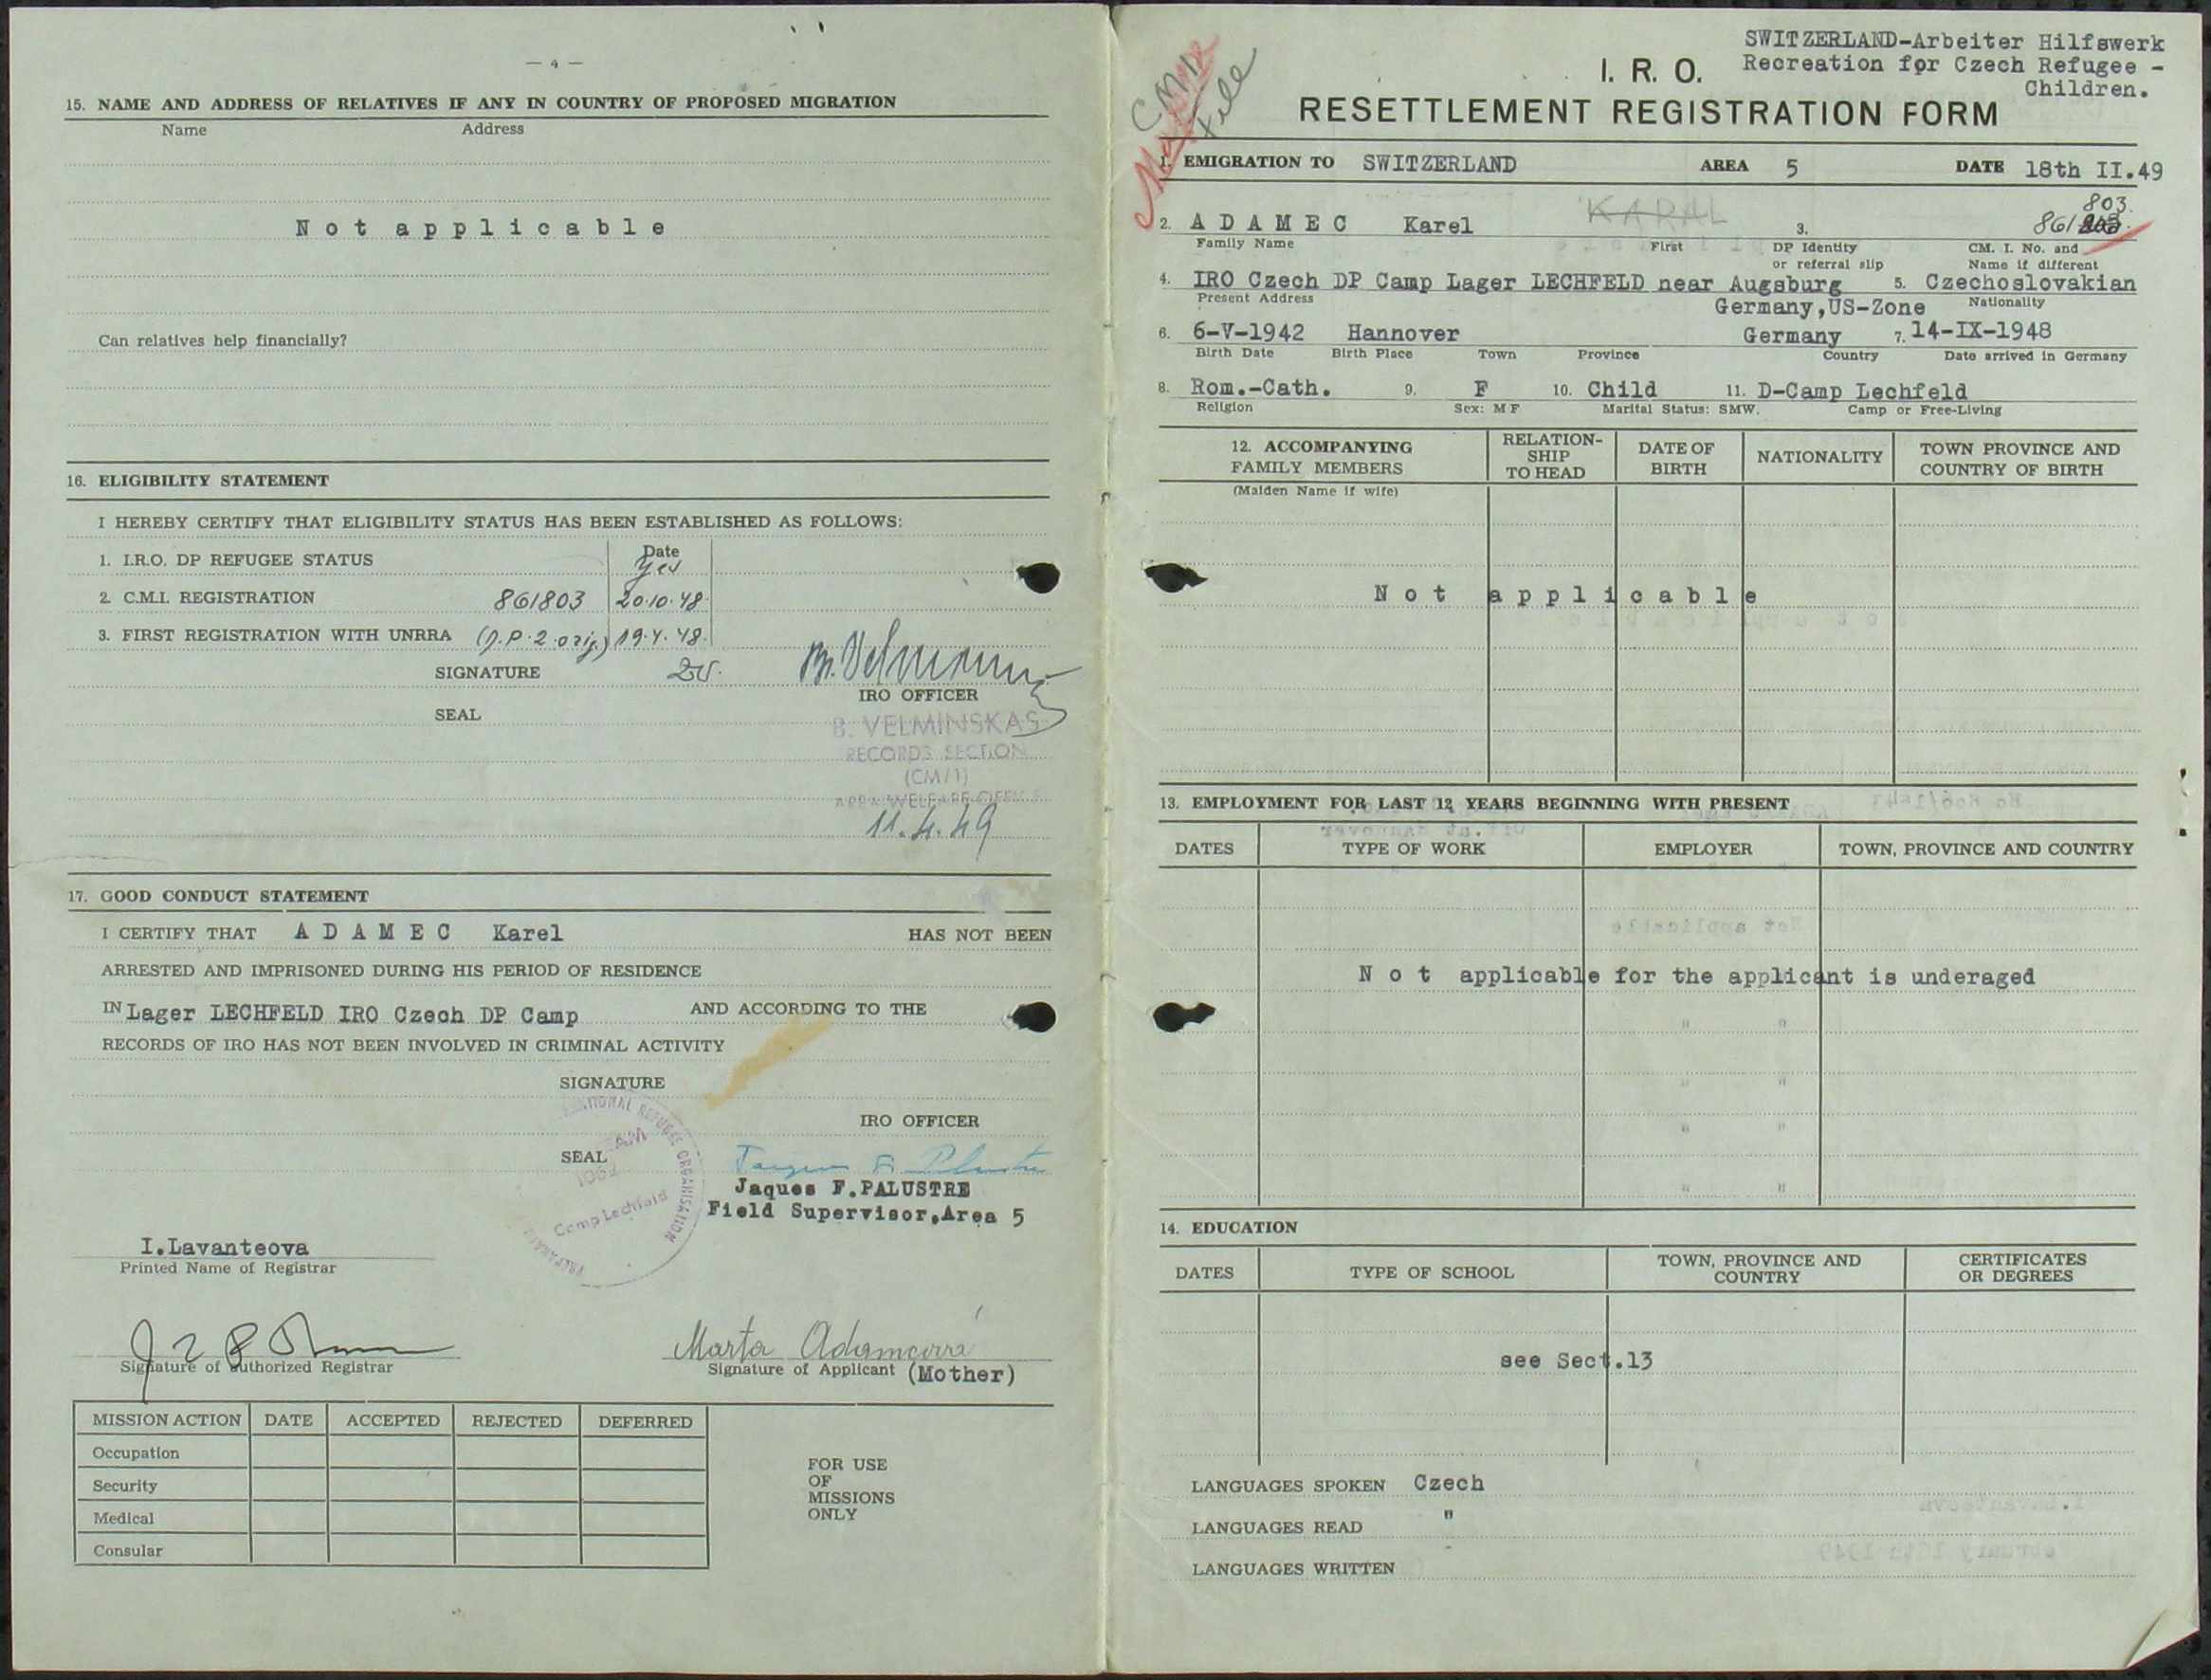 — 4 —
15. NAME AND ADDRESS OF RELATIVES IF ANY IN COUNTRY OF PROPOSED MIGRATION
Name Address
N o t a p p l i c a b l e
Can relatives help financially?
16. ELIGIBILITY STATEMENT
I HEREBY CERTIFY THAT ELIGIBILITY STATUS HAS BEEN ESTABLISHED AS FOLLOWS:
Date
1. I.R.O. DP REFUGEE STATUS yes
2. C.M.I. REGISTRATION 861803 20.10.48.
3. FIRST REGISTRATION WITH UNRRA (D.P.2 orig.) 19.4.48.
SIGNATURE
IRO OFFICER
SEAL
B. VELMINSKAS
RECORDS SECTION
(CM/1)
AREA WELFARE OFFICE
11.4.49
17. GOOD CONDUCT STATEMENT
I CERTIFY THAT A D A M E C Karel HAS NOT BEEN
ARRESTED AND IMPRISONED DURING HIS PERIOD OF RESIDENCE
IN Lager LECHFELD IRO Czech DP Camp AND ACCORDING TO THE
RECORDS OF IRO HAS NOT BEEN INVOLVED IN CRIMINAL ACTIVITY
SIGNATURE
IRO OFFICER
SEAL
REFUGEE ORGANISATION
Camp Lechfeld
Jaques F.PALUSTRE
Field Supervisor,Area 5
I.Lavanteova
Printed Name of Registrar
Signature of authorized Registrar
Marta Adamcová
Signature of Applicant (Mother)
MISSION ACTION DATE ACCEPTED REJECTED DEFERRED
Occupation
Security
Medical
Consular
FOR USE
OF
MISSIONS
ONLY
SWITZERLAND-Arbeiter Hilfswerk
Recreation for Czech Refugee -
Children.
CM/1
file
I. R. O.
RESETTLEMENT REGISTRATION FORM
1. EMIGRATION TO SWITZERLAND AREA 5 DATE 18th II.49
803.
2. A D A M E C Karel KARAL 3. 861
Family Name First DP Identity or referral slip CM. I. No. and Name if different
4. IRO Czech DP Camp Lager LECHFELD near Augsburg 5. Czechoslovakian
Present Address Germany,US-Zone Nationality
6. 6-V-1942 Hannover Germany 7. 14-IX-1948
Birth Date Birth Place Town Province Country Date arrived in Germany
8. Rom.-Cath. 9. F 10. Child 11. D-Camp Lechfeld
Religion Sex: M F Marital Status: SMW. Camp or Free-Living
12. ACCOMPANYING FAMILY MEMBERS RELATION-SHIP TO HEAD DATE OF BIRTH NATIONALITY TOWN PROVINCE AND COUNTRY OF BIRTH
(Maiden Name if wife)
N o t a p p l i c a b l e
13. EMPLOYMENT FOR LAST 12 YEARS BEGINNING WITH PRESENT
DATES TYPE OF WORK EMPLOYER TOWN, PROVINCE AND COUNTRY
N o t applicable for the applicant is underaged
" "
" "
" "
" "
14. EDUCATION
DATES TYPE OF SCHOOL TOWN, PROVINCE AND COUNTRY CERTIFICATES OR DEGREES
see Sect.13
LANGUAGES SPOKEN Czech
LANGUAGES READ "
LANGUAGES WRITTEN